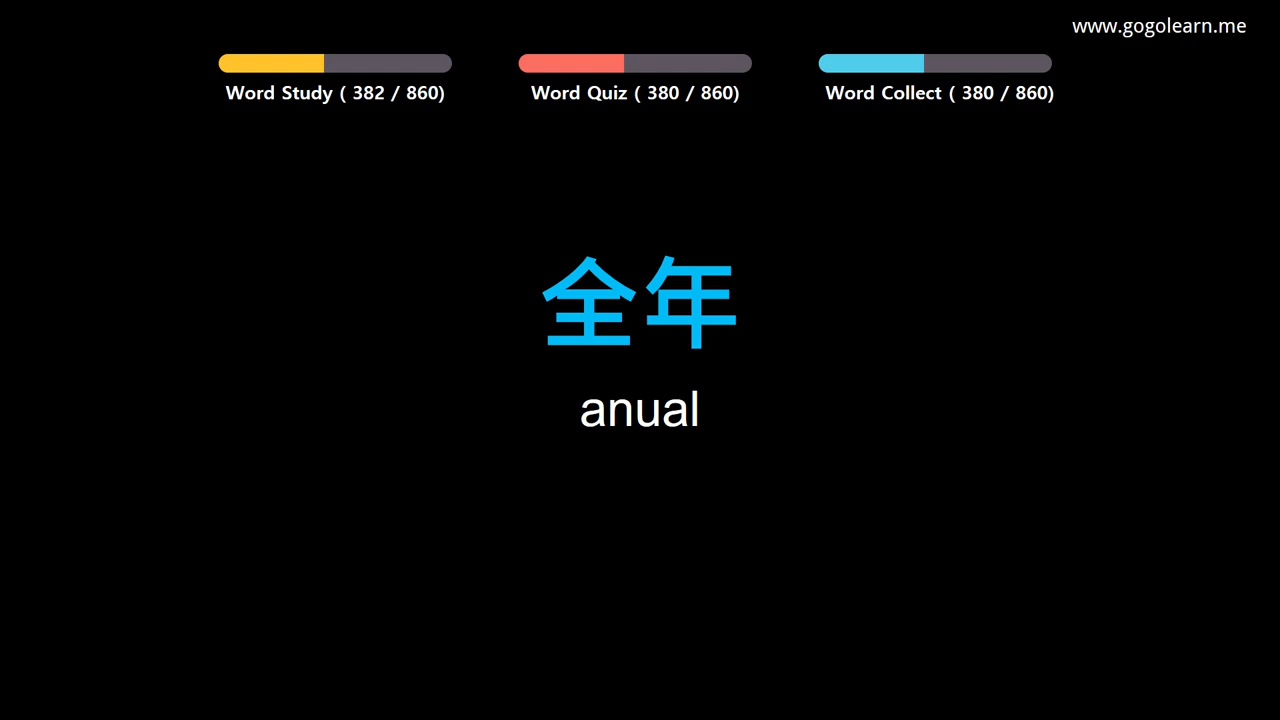 www.gogolearn.me
Word Study ( 382 / 860)
Word Quiz ( 380 / 860)
Word Collect ( 380 / 860)
全年
anual